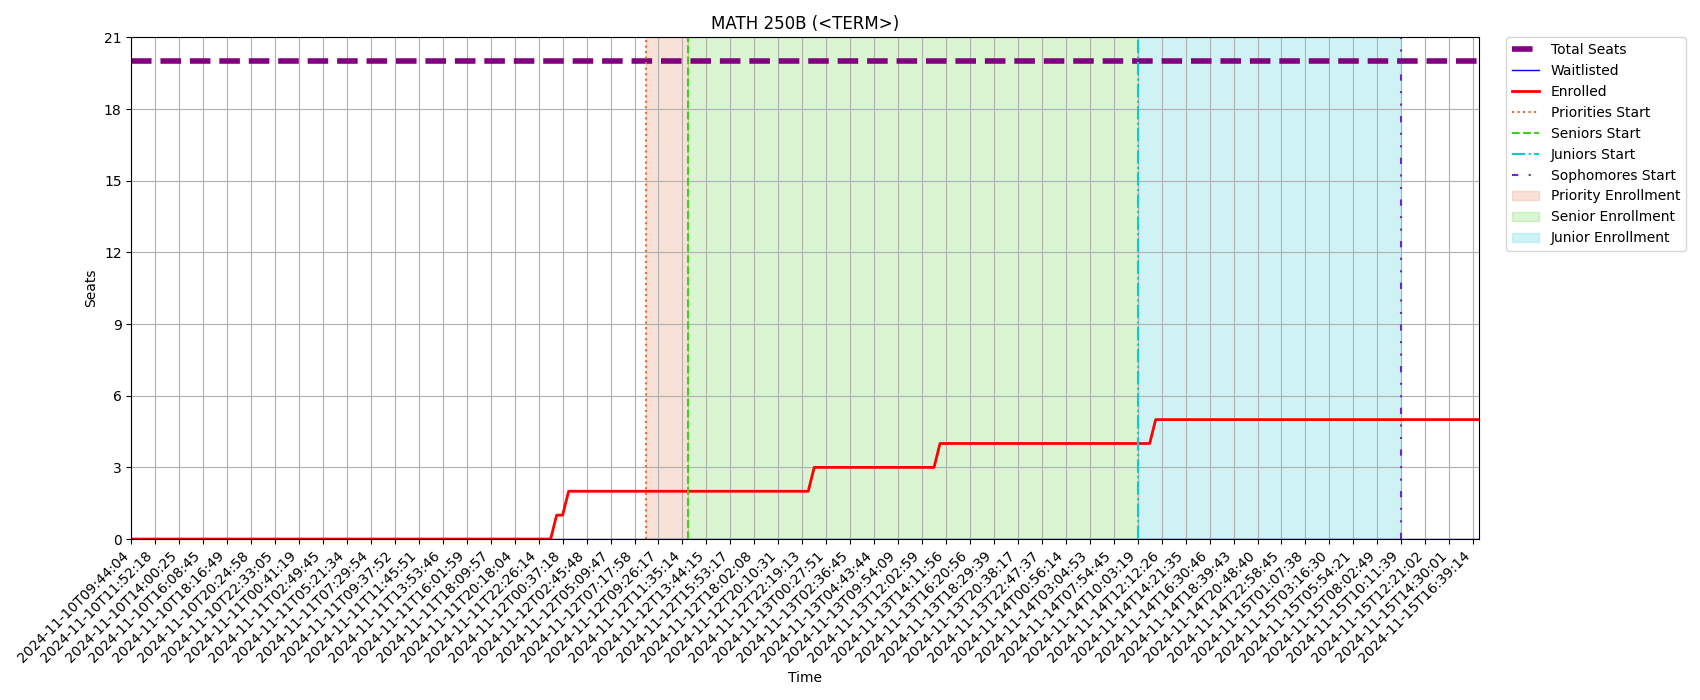 MATH 250B (<TERM>)
21
18
15
12
9
6
3
0
Seats
Total Seats
Waitlisted
Enrolled
Priorities Start
Seniors Start
Juniors Start
Sophomores Start
Priority Enrollment
Senior Enrollment
Junior Enrollment
2024-11-10T09:44:04
2024-11-10T11:52:18
2024-11-10T14:00:25
2024-11-10T16:08:45
2024-11-10T18:16:49
2024-11-10T20:24:58
2024-11-10T22:33:05
2024-11-11T00:41:19
2024-11-11T02:49:45
2024-11-11T05:21:34
2024-11-11T07:29:54
2024-11-11T09:37:52
2024-11-11T11:45:51
2024-11-11T13:53:46
2024-11-11T16:01:59
2024-11-11T18:09:57
2024-11-11T20:18:04
2024-11-11T22:26:14
2024-11-12T00:37:18
2024-11-12T02:45:48
2024-11-12T05:09:47
2024-11-12T07:17:58
2024-11-12T09:26:17
2024-11-12T11:35:14
2024-11-12T13:44:15
2024-11-12T15:53:17
2024-11-12T18:02:08
2024-11-12T20:10:31
2024-11-12T22:19:13
2024-11-13T00:27:51
2024-11-13T02:36:45
2024-11-13T04:43:44
2024-11-13T09:54:09
2024-11-13T12:02:59
2024-11-13T14:11:56
2024-11-13T16:20:56
2024-11-13T18:29:39
2024-11-13T20:38:17
2024-11-13T22:47:37
2024-11-14T00:56:14
2024-11-14T03:04:53
2024-11-14T07:54:45
2024-11-14T10:03:19
2024-11-14T12:12:26
2024-11-14T14:21:35
2024-11-14T16:30:46
2024-11-14T18:39:43
2024-11-14T20:48:40
2024-11-14T22:58:45
2024-11-15T01:07:38
2024-11-15T03:16:30
2024-11-15T05:54:21
2024-11-15T08:02:49
2024-11-15T10:11:39
2024-11-15T12:21:02
2024-11-15T14:30:01
2024-11-15T16:39:14
Time